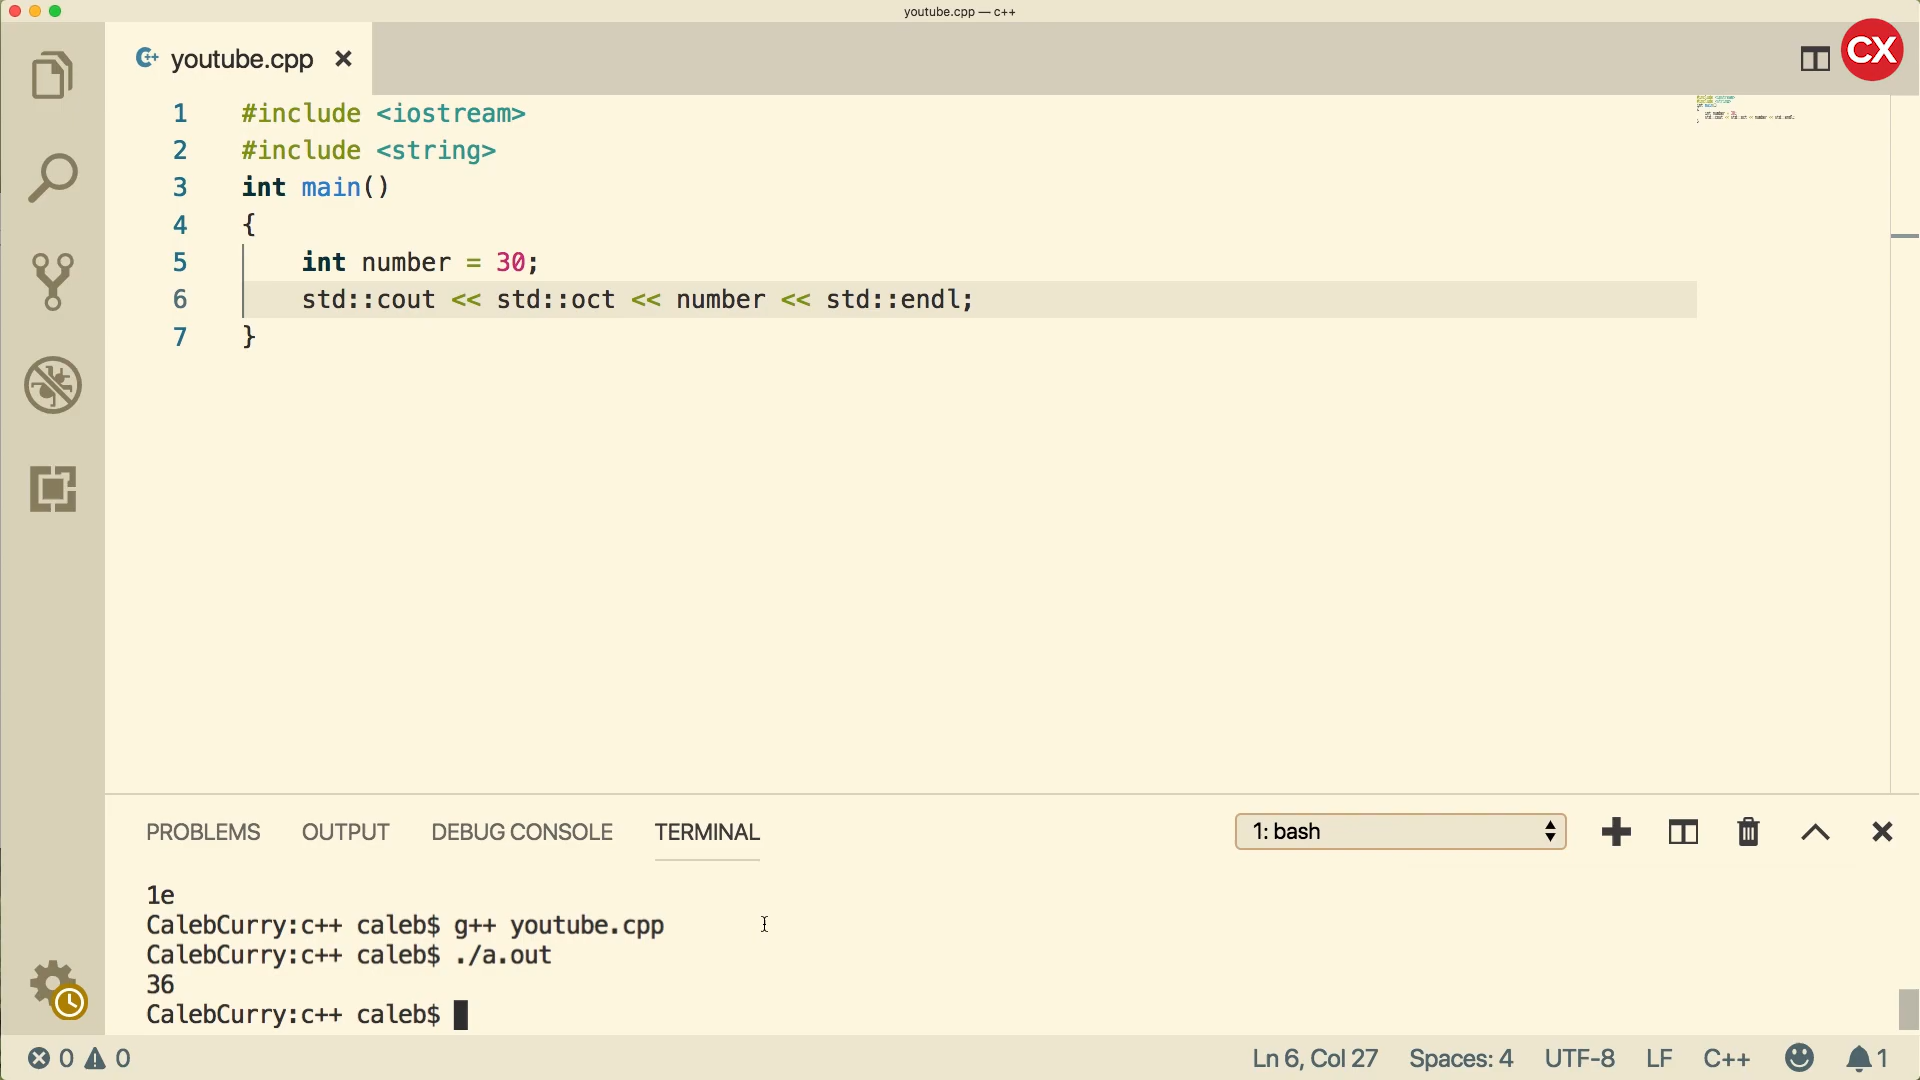 youtube.cpp — c++
youtube.cpp
CX
1 #include <iostream>
2 #include <string>
3 int main()
4 {
5 int number = 30;
6 std::cout << std::oct << number << std::endl;
7 }
PROBLEMS OUTPUT DEBUG CONSOLE TERMINAL 1: bash
1e
CalebCurry:c++ caleb$ g++ youtube.cpp
CalebCurry:c++ caleb$ ./a.out
36
CalebCurry:c++ caleb$
0 0 Ln 6, Col 27 Spaces: 4 UTF-8 LF C++ 1